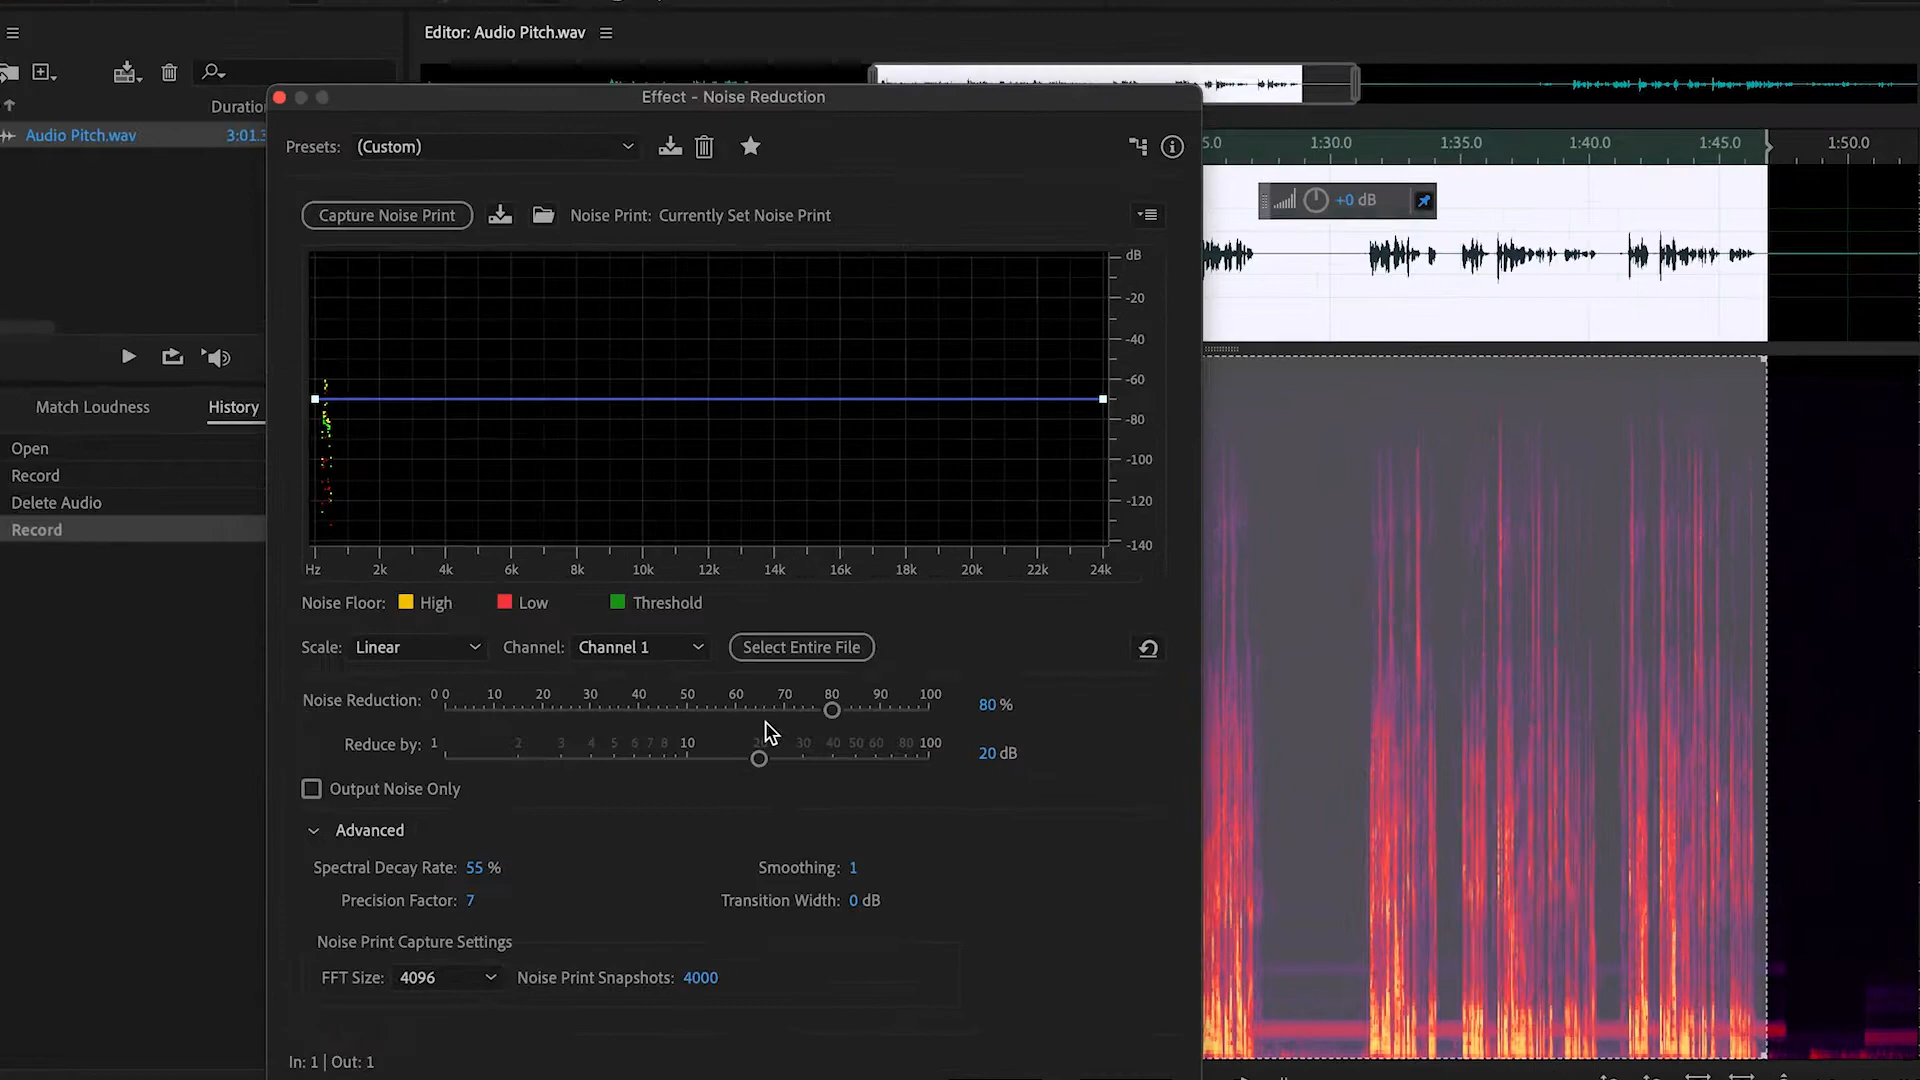 Editor: Audio Pitch.wav
Duratio
Audio Pitch.wav 3:01.3
Effect - Noise Reduction
Presets: (Custom)
5.0 1:30.0 1:35.0 1:40.0 1:45.0 1:50.0
+0 dB
Capture Noise Print Noise Print: Currently Set Noise Print
dB
-20
-40
-60
-80
-100
-120
-140
Hz 2k 4k 6k 8k 10k 12k 14k 16k 18k 20k 22k 24k
Match Loudness History
Open
Record
Delete Audio
Record
Noise Floor: High Low Threshold
Scale: Linear Channel: Channel 1 Select Entire File
Noise Reduction: 0 0 10 20 30 40 50 60 70 80 90 100 80 %
Reduce by: 1 2 3 4 5 6 7 8 10 20 30 40 50 60 80 100 20 dB
Output Noise Only
Advanced
Spectral Decay Rate: 55 % Smoothing: 1
Precision Factor: 7 Transition Width: 0 dB
Noise Print Capture Settings
FFT Size: 4096 Noise Print Snapshots: 4000
In: 1 | Out: 1